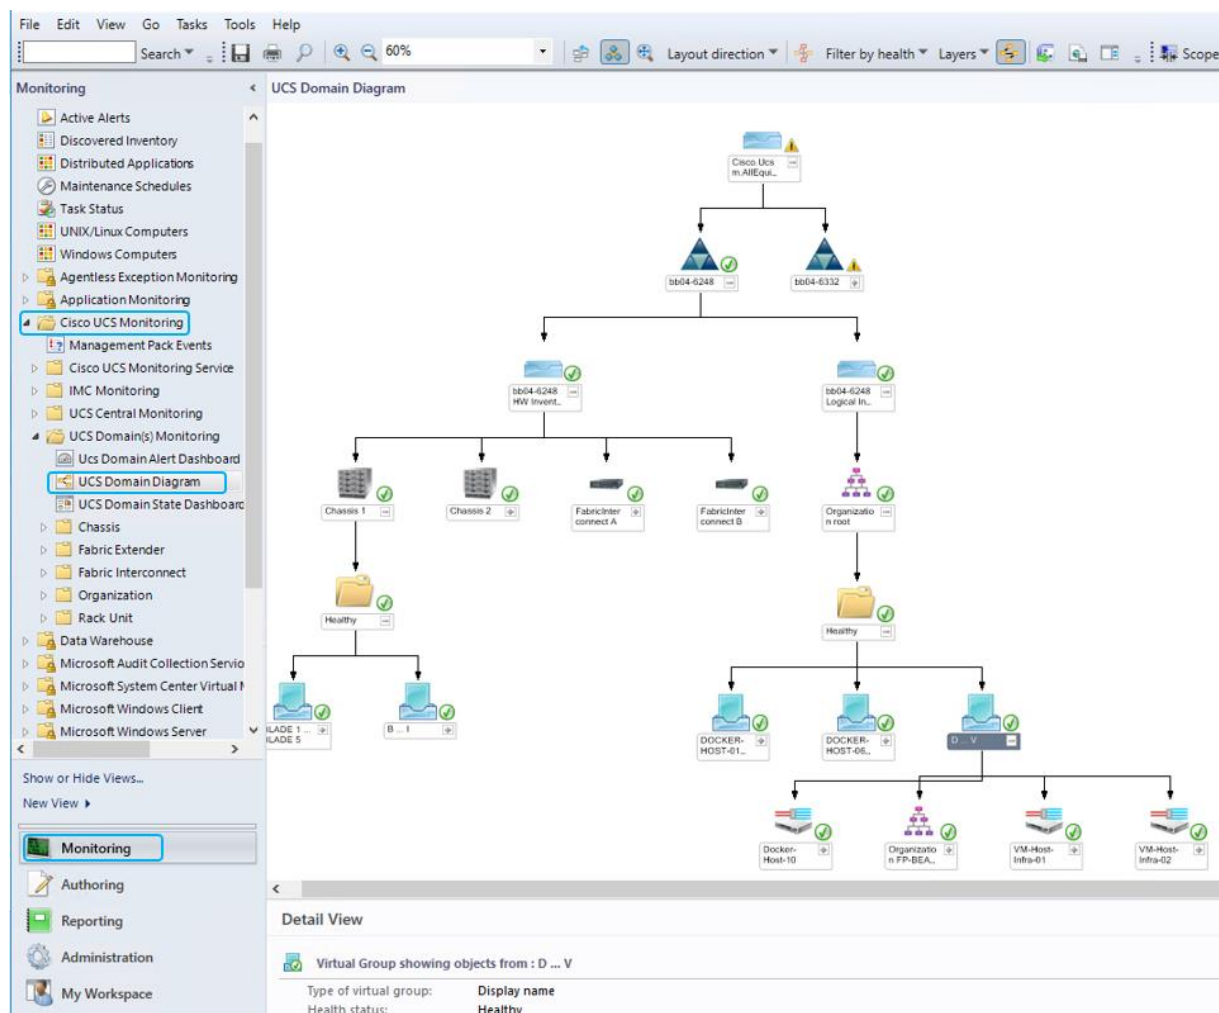 File Edit View Go Tasks Tools Help
Search 60% Layout direction Filter by health Layers Scope
Monitoring
Active Alerts
Discovered Inventory
Distributed Applications
Maintenance Schedules
Task Status
UNIX/Linux Computers
Windows Computers
Agentless Exception Monitoring
Application Monitoring
Cisco UCS Monitoring
Management Pack Events
Cisco UCS Monitoring Service
IMC Monitoring
UCS Central Monitoring
UCS Domain(s) Monitoring
Ucs Domain Alert Dashboard
UCS Domain Diagram
UCS Domain State Dashboard
Chassis
Fabric Extender
Fabric Interconnect
Organization
Rack Unit
Data Warehouse
Microsoft Audit Collection Servic
Microsoft System Center Virtual M
Microsoft Windows Client
Microsoft Windows Server
Show or Hide Views...
New View
Monitoring
Authoring
Reporting
Administration
My Workspace
UCS Domain Diagram
Cisco.Ucs
m.AllEqui...
bb04-6248
bb04-6332
bb04-6248
HW Invent...
bb04-6248
Logical In...
Chassis 1
Chassis 2
FabricInter
connect A
FabricInter
connect B
Organizatio
n root
Healthy
Healthy
LADE 1 ...
LADE 5
B ... I
DOCKER-
HOST-01...
DOCKER-
HOST-06...
D ... V
Docker-
Host-10
Organizatio
n FP-BEA...
VM-Host-
Infra-01
VM-Host-
Infra-02
Detail View
Virtual Group showing objects from : D ... V
Type of virtual group: Display name
Health status: Healthy